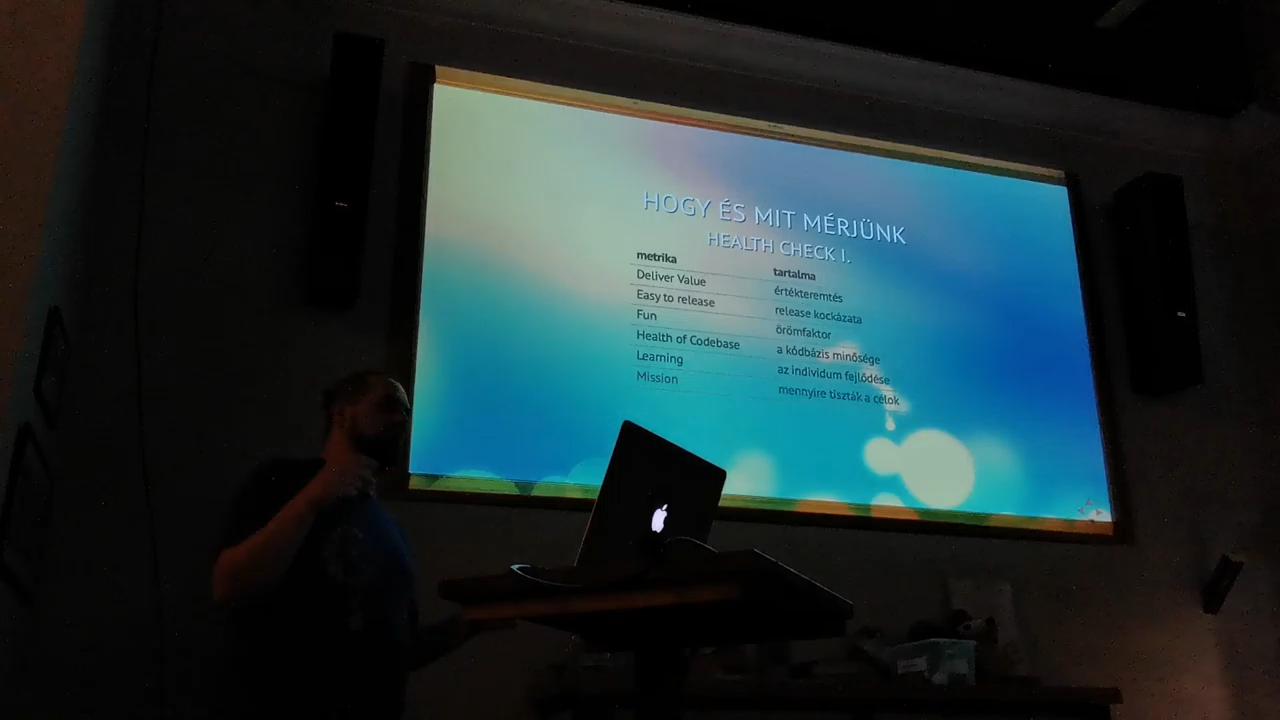 HOGY ÉS MIT MÉRJÜNK
HEALTH CHECK I.
metrika tartalma
Deliver Value értékteremtés
Easy to release release kockázata
Fun örömfaktor
Health of Codebase a kódbázis minősége
Learning az individum fejlődése
Mission mennyire tiszták a célok